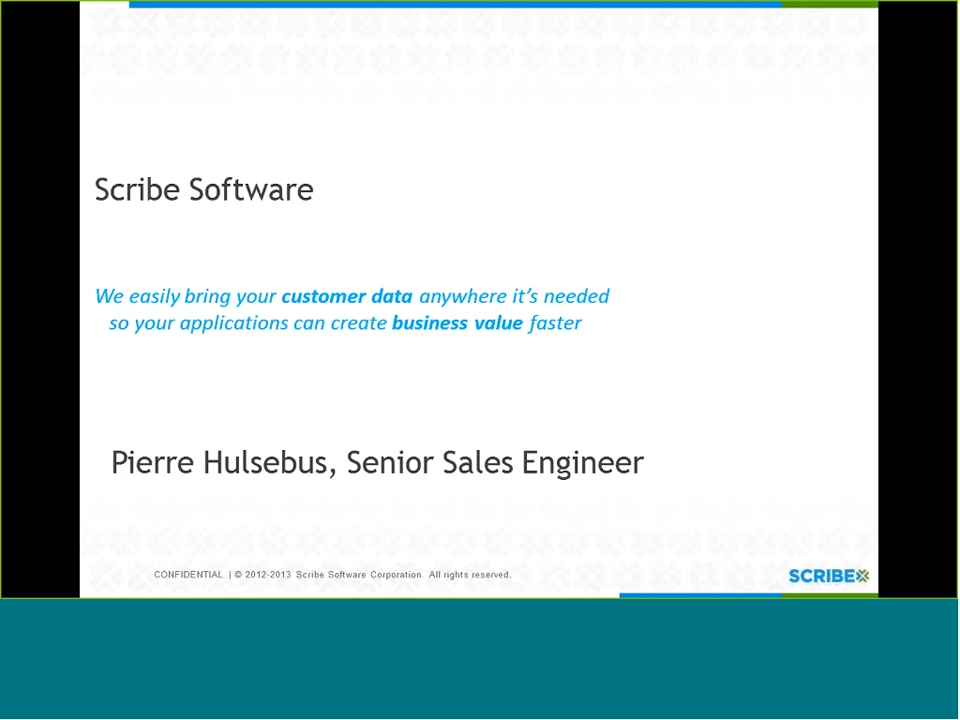 Scribe Software
We easily bring your customer data anywhere it’s needed
so your applications can create business value faster
Pierre Hulsebus, Senior Sales Engineer
CONFIDENTIAL | © 2012-2013 Scribe Software Corporation. All rights reserved.
SCRIBE